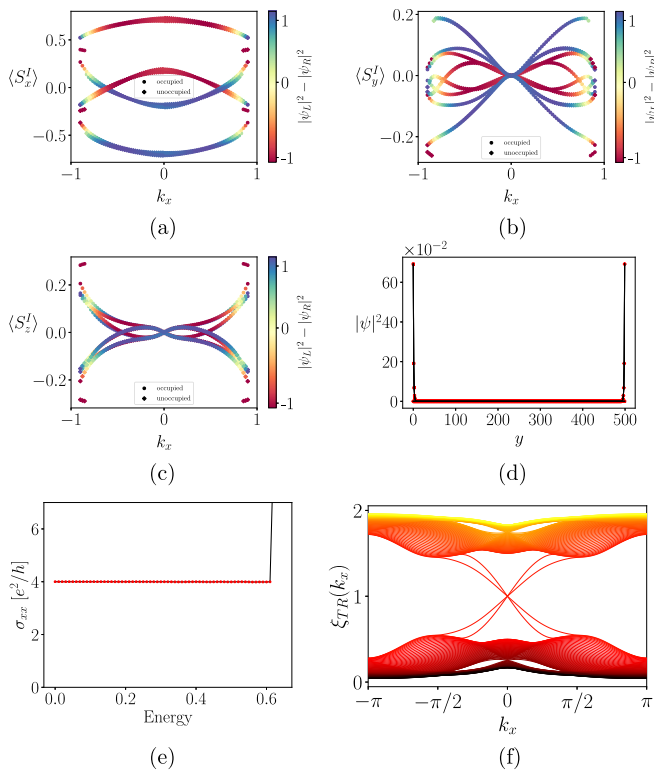 ⟨S_x^I⟩
0.5
0.0
−0.5
occupied
unoccupied
−1
0
1
k_x
1
0
−1
|ψ_L|^2 − |ψ_R|^2
(a)
⟨S_y^I⟩
0.2
0.0
−0.2
occupied
unoccupied
−1
0
1
k_x
1
0
−1
|ψ_L|^2 − |ψ_R|^2
(b)
⟨S_z^I⟩
0.2
0.0
−0.2
occupied
unoccupied
−1
0
1
k_x
1
0
−1
|ψ_L|^2 − |ψ_R|^2
(c)
×10^−2
|ψ|^2
60
40
20
0
0 100 200 300 400 500
y
(d)
σ_xx [e^2/h]
6
4
2
0
0.0 0.2 0.4 0.6
Energy
(e)
ξ_TR(k_x)
2
1
0
−π −π/2 0 π/2 π
k_x
(f)